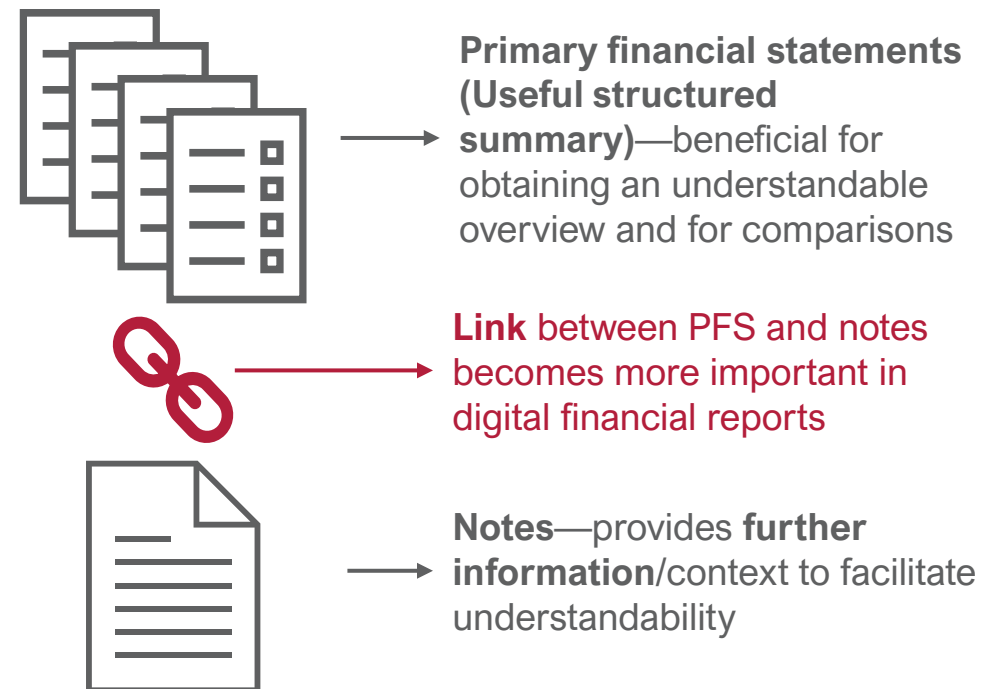 Primary financial statements
(Useful structured
summary)—beneficial for
obtaining an understandable
overview and for comparisons
Link between PFS and notes
becomes more important in
digital financial reports
Notes—provides further
information/context to facilitate
understandability